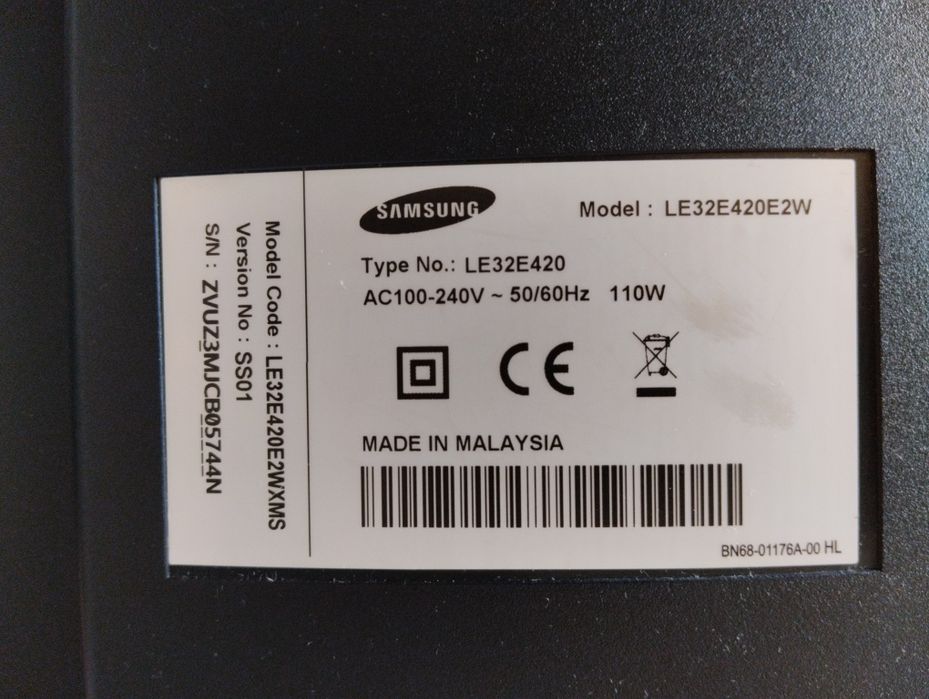 SAMSUNG
Model : LE32E420E2W
Type No.: LE32E420
AC100-240V ~ 50/60Hz 110W
CE
MADE IN MALAYSIA
BN68-01176A-00 HL
Model Code : LE32E420E2WXMS
Version No : SS01
S/N : ZVUZ3MJCB05744N